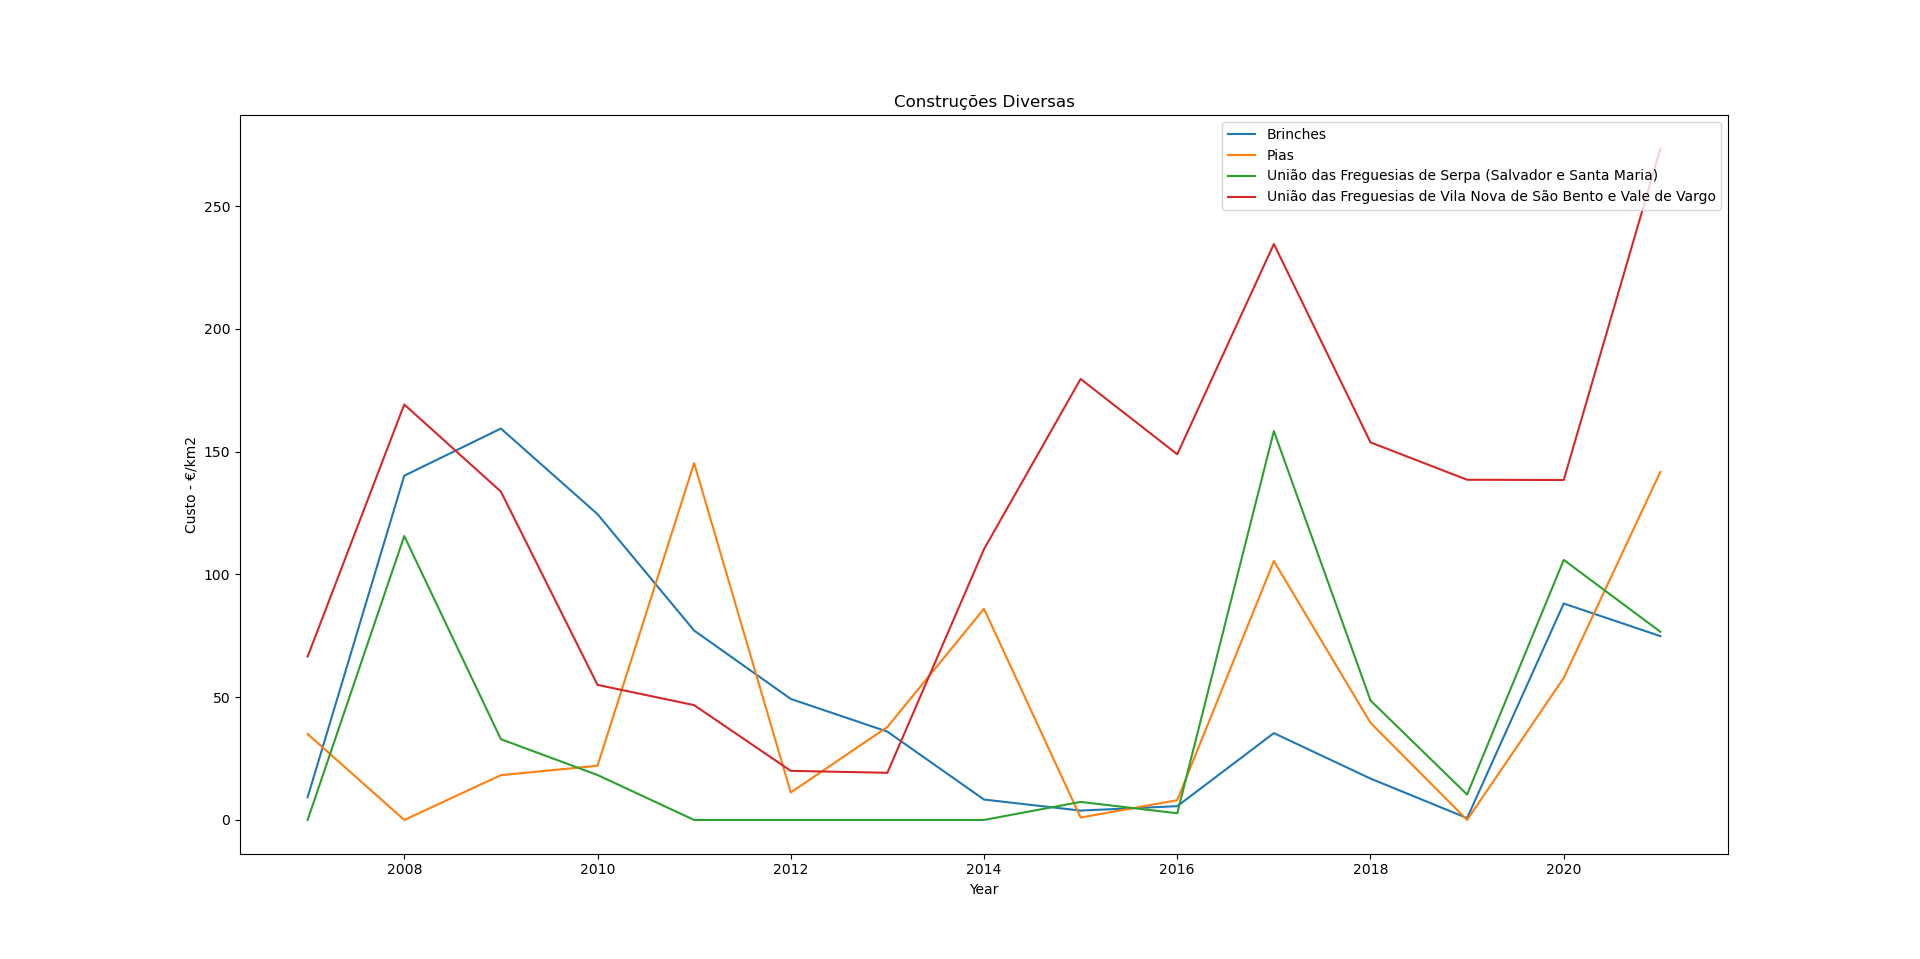 Construções Diversas
Brinches
Pias
União das Freguesias de Serpa (Salvador e Santa Maria)
União das Freguesias de Vila Nova de São Bento e Vale de Vargo
250
200
150
100
50
0
Custo - €/km2
2008 2010 2012 2014 2016 2018 2020
Year